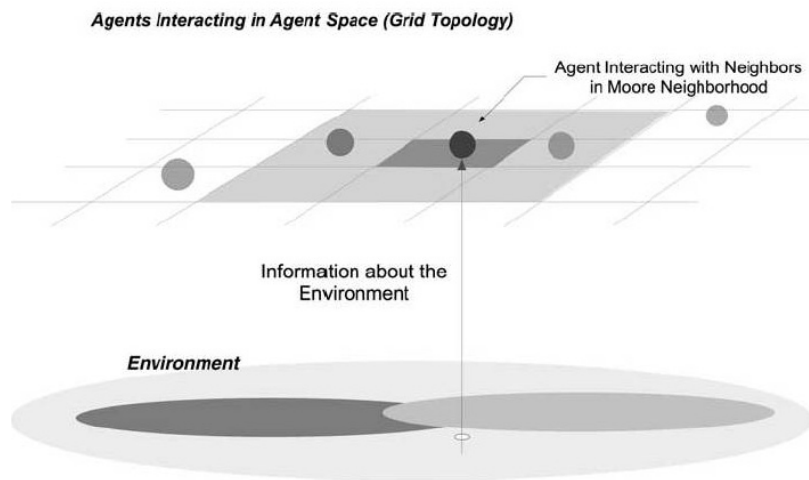 Agents Interacting in Agent Space (Grid Topology)
Agent Interacting with Neighbors
in Moore Neighborhood
Information about the
Environment
Environment